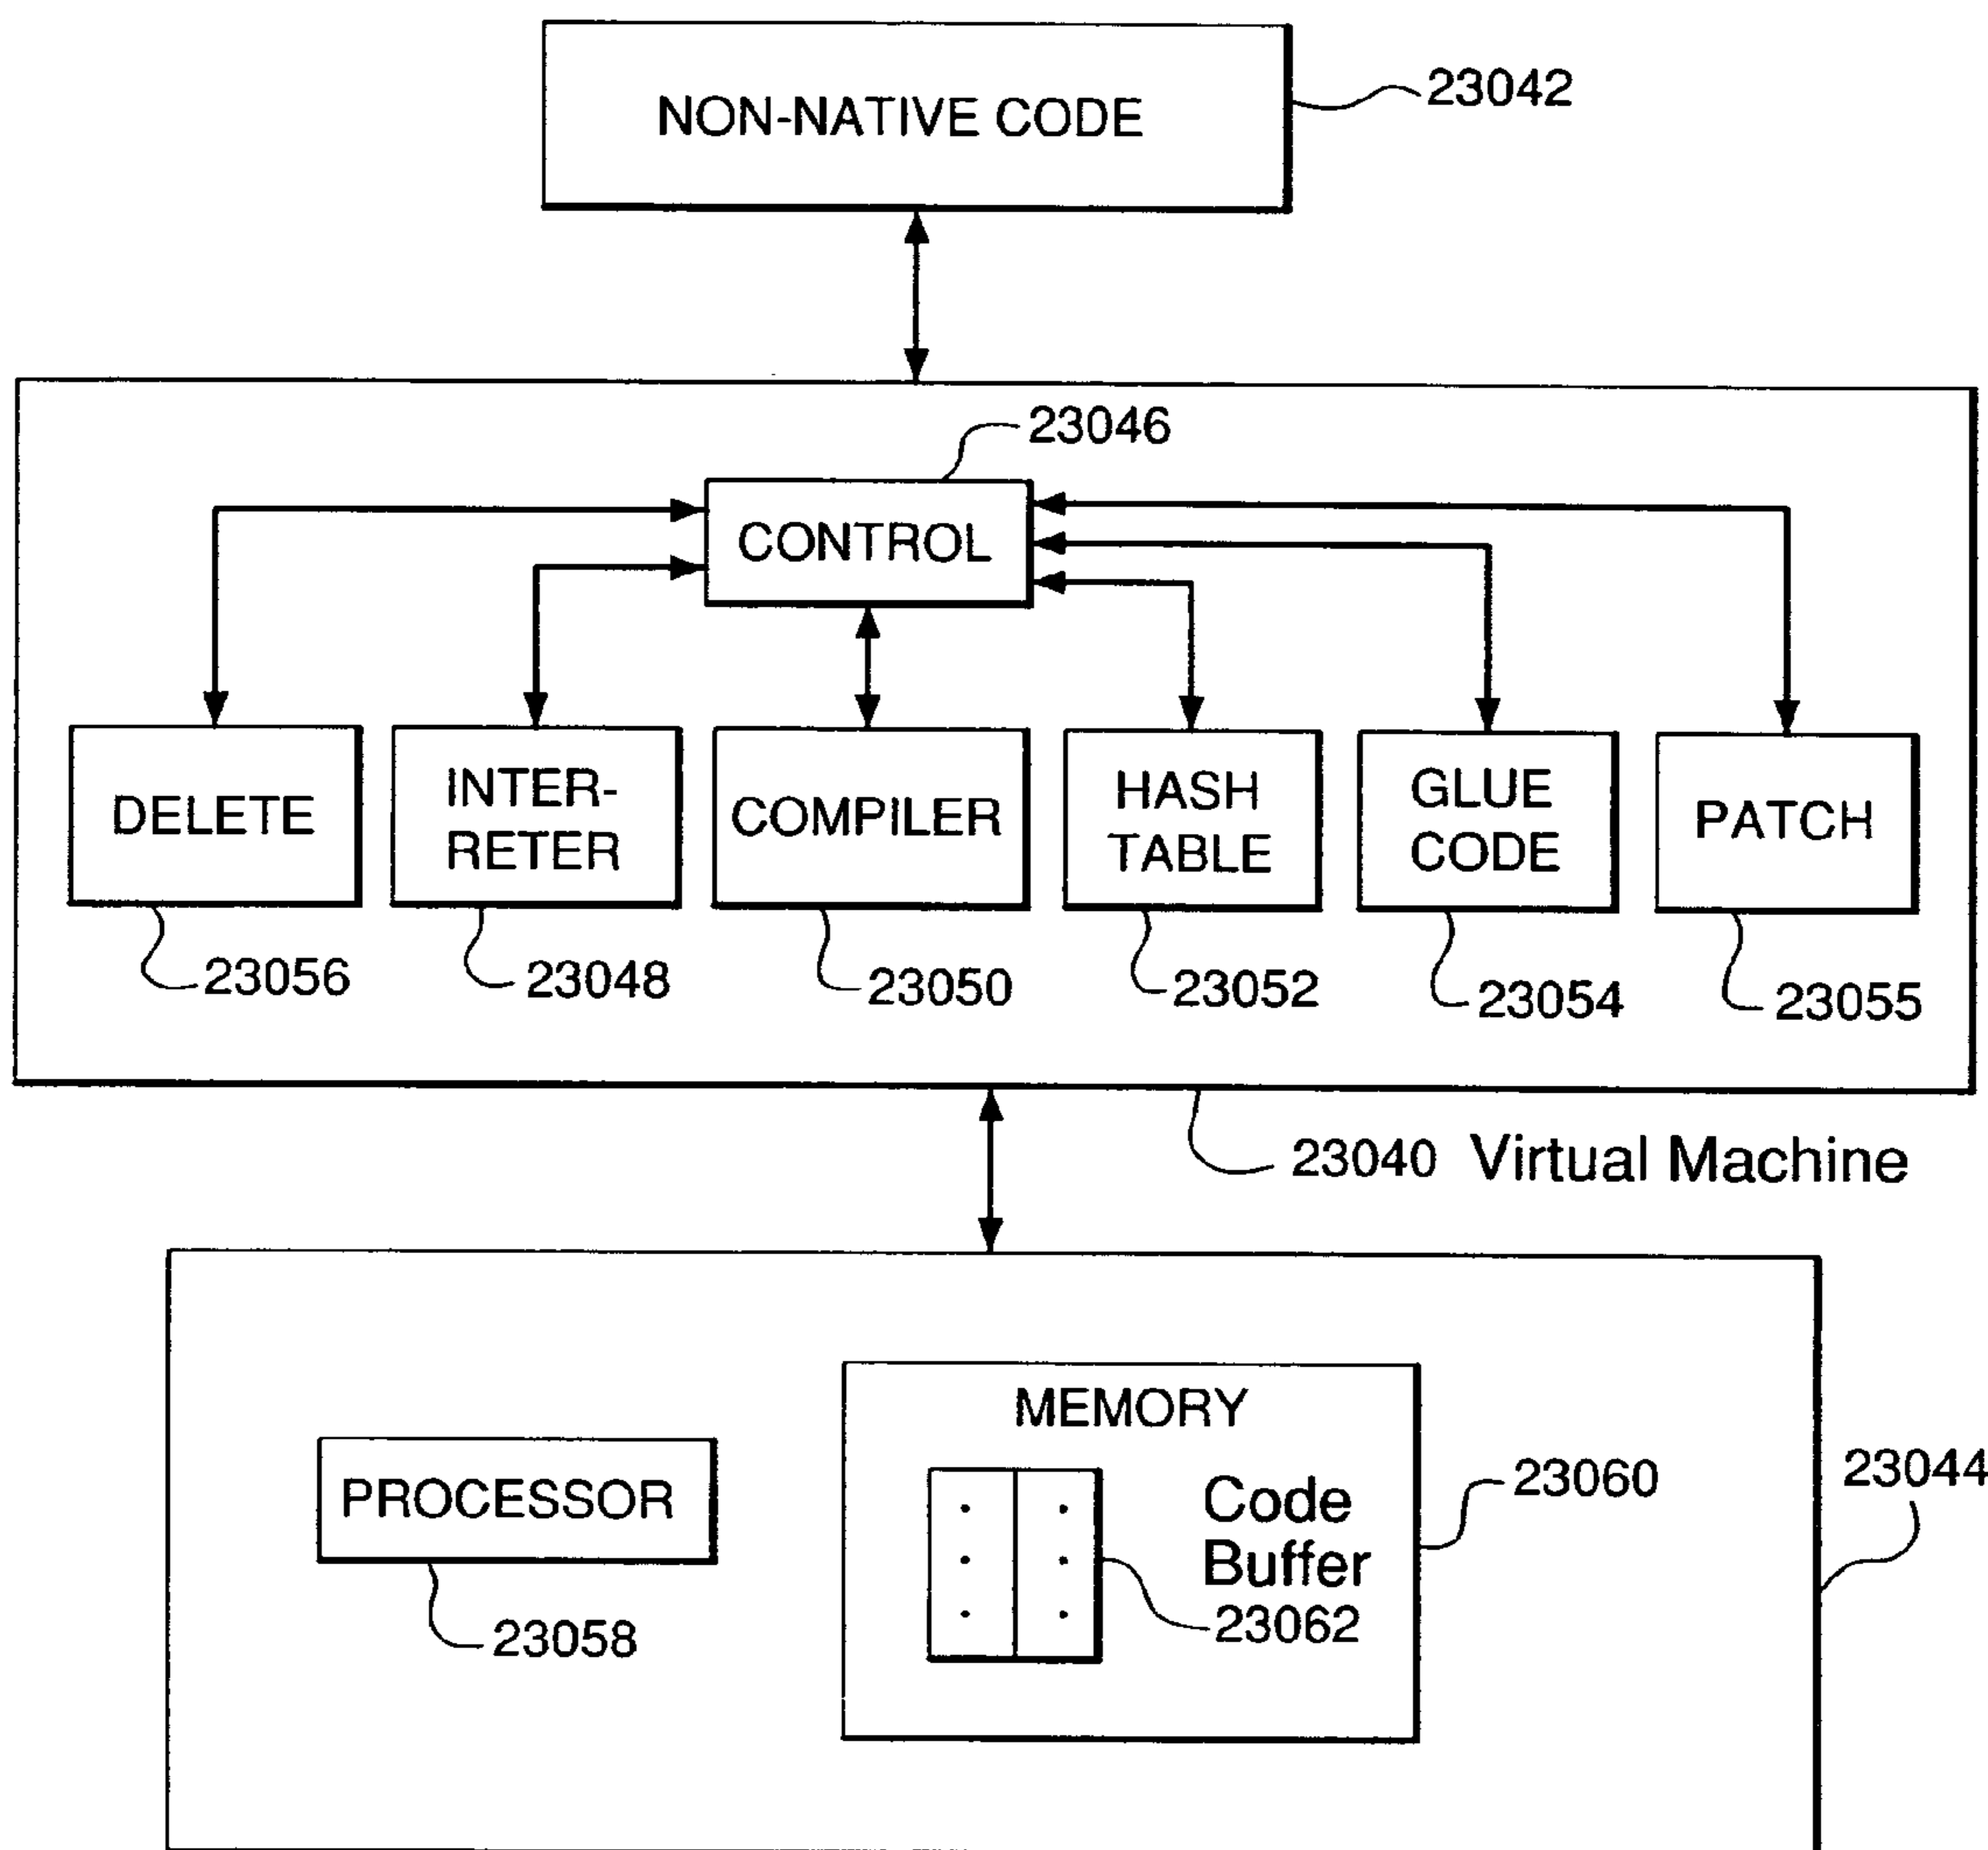 NON-NATIVE CODE
23042
23046
CONTROL
DELETE
INTER-
RETER
COMPILER
HASH
TABLE
GLUE
CODE
PATCH
23056
23048
23050
23052
23054
23055
23040 Virtual Machine
MEMORY
PROCESSOR
Code
Buffer
23060
23044
23062
23058